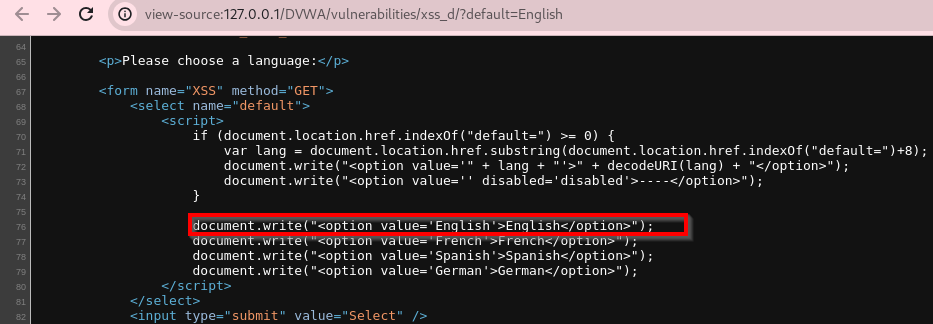 view-source:127.0.0.1/DVWA/vulnerabilities/xss_d/?default=English
64
65 <p>Please choose a language:</p>
66
67 <form name="XSS" method="GET">
68 <select name="default">
69 <script>
70 if (document.location.href.indexOf("default=") >= 0) {
71 var lang = document.location.href.substring(document.location.href.indexOf("default=")+8);
72 document.write("<option value='" + lang + "'>" + decodeURI(lang) + "</option>");
73 document.write("<option value='' disabled='disabled'>----</option>");
74 }
75
76 document.write("<option value='English'>English</option>");
77 document.write("<option value='French'>French</option>");
78 document.write("<option value='Spanish'>Spanish</option>");
79 document.write("<option value='German'>German</option>");
80 </script>
81 </select>
82 <input type="submit" value="Select" />